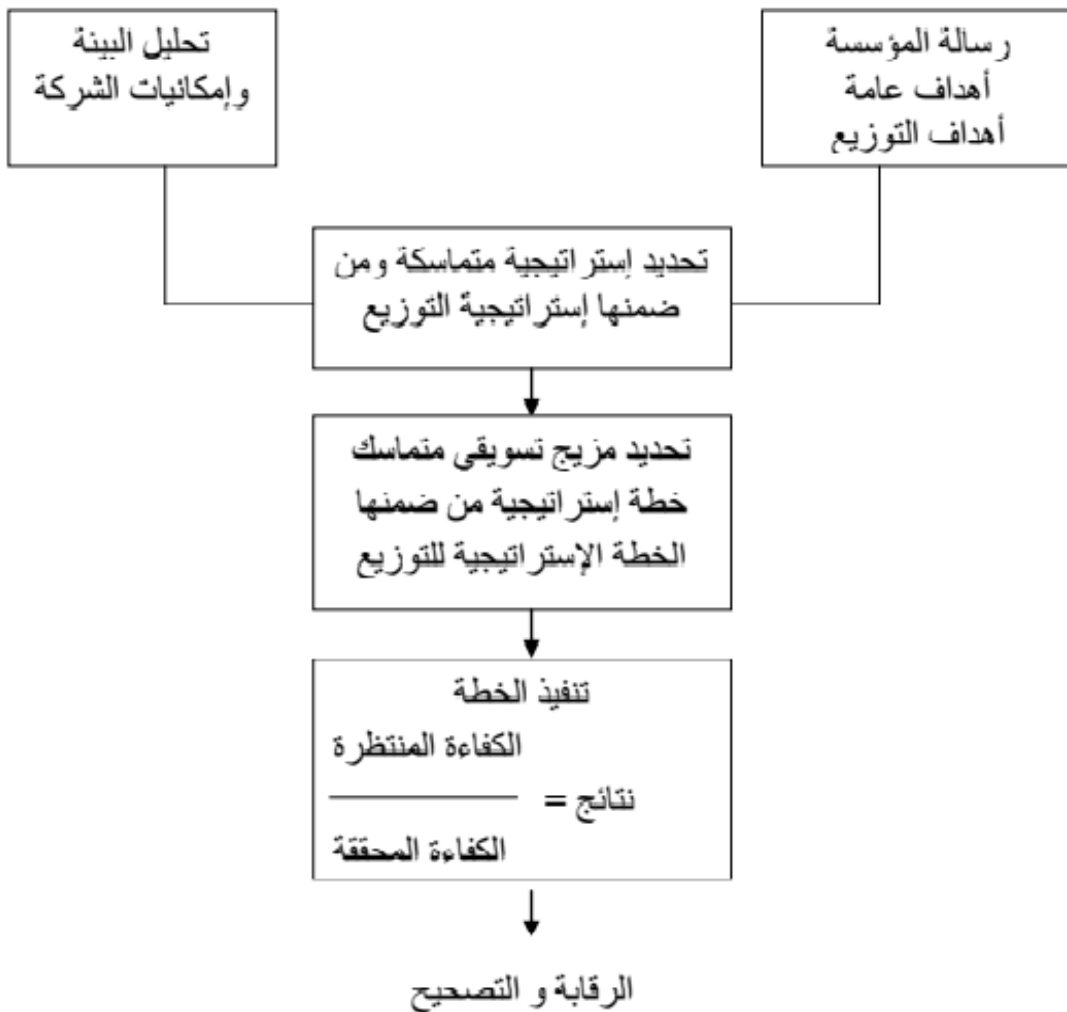 رسالة المؤسسة
أهداف عامة
أهداف التوزيع
تحليل البيئة
وإمكانيات الشركة
تحديد إستراتيجية متماسكة ومن
ضمنها إستراتيجية التوزيع
تحديد مزيج تسويقي متماسك
خطة إستراتيجية من ضمنها
الخطة الإستراتيجية للتوزيع
تنفيذ الخطة
الكفاءة المنتظرة
نتائج =
الكفاءة المحققة
الرقابة و التصحيح